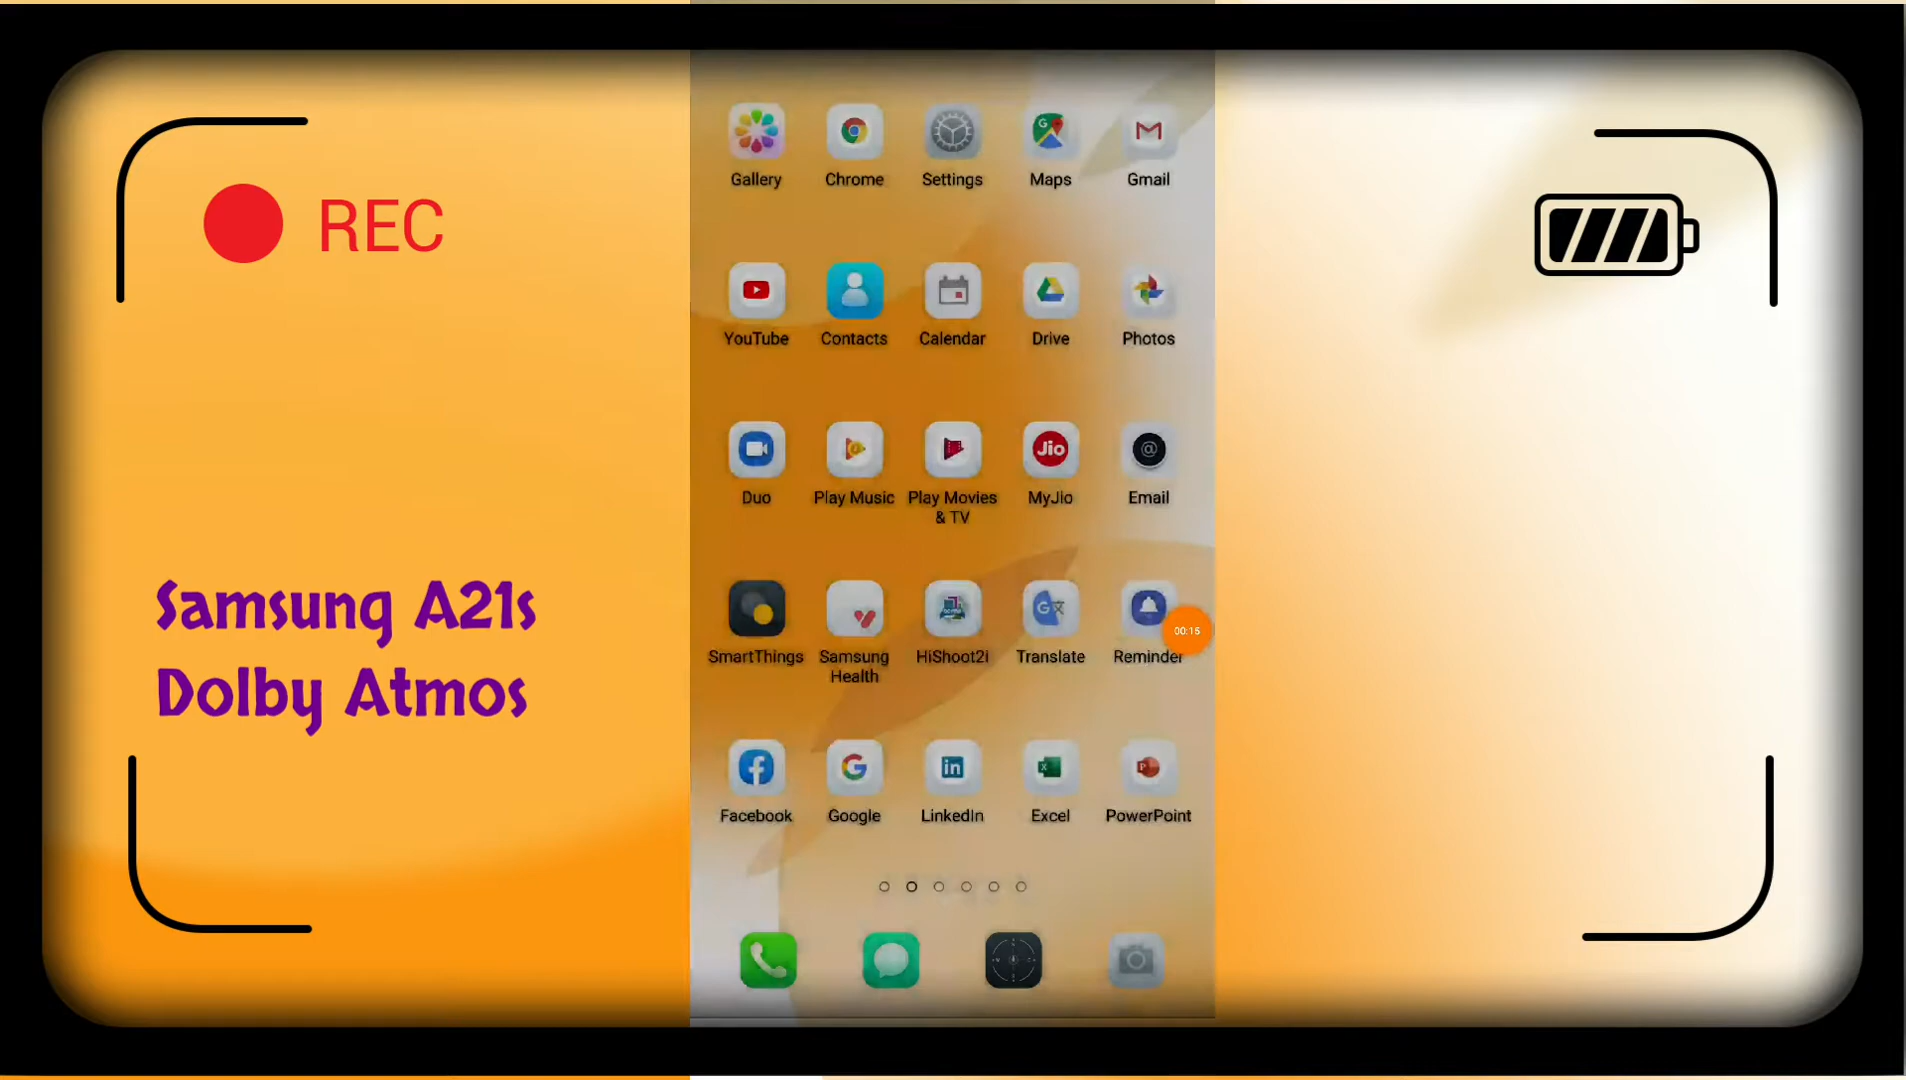 REC
Gallery Chrome Settings Maps Gmail
YouTube Contacts Calendar Drive Photos
Duo Play Music Play Movies & TV MyJio Email
Jio
Samsung A21s
Dolby Atmos
SmartThings Samsung Health HiShoot2i Translate Reminder
00:15
Facebook Google LinkedIn Excel PowerPoint